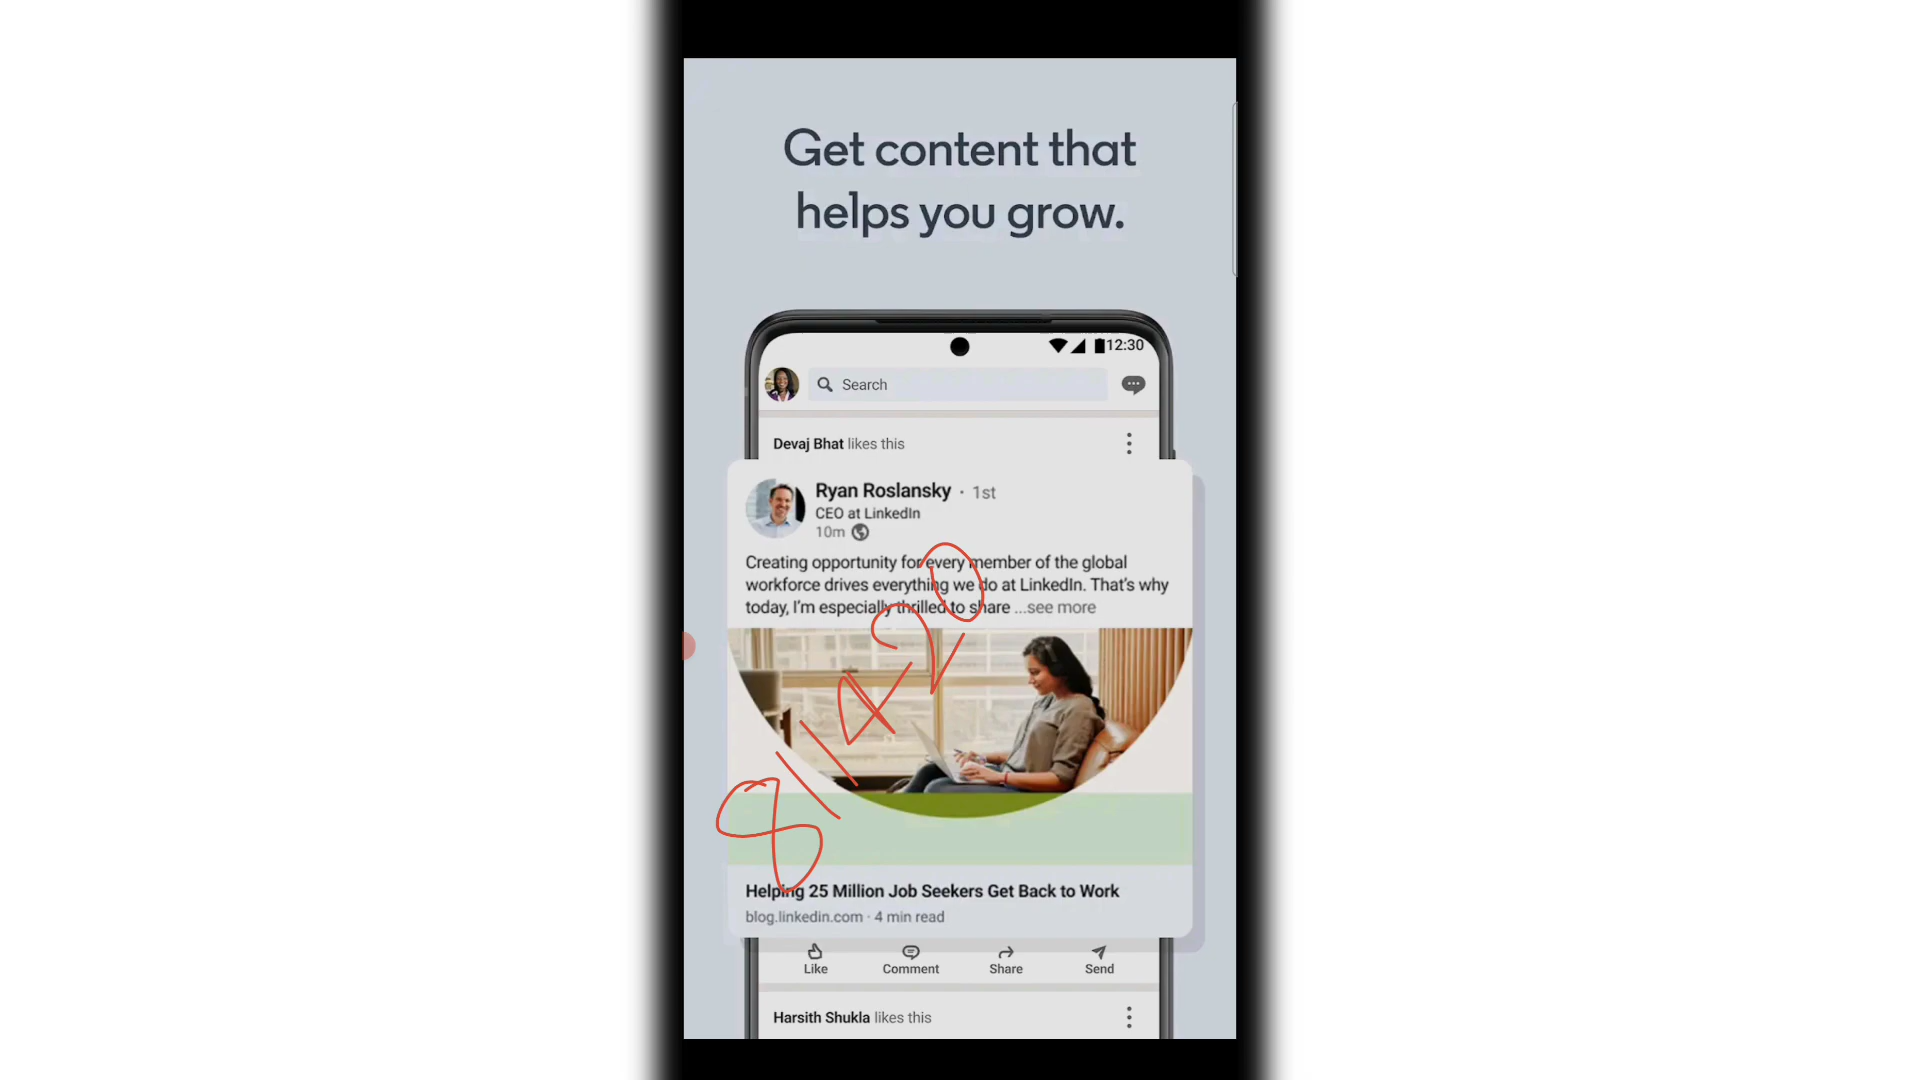 Get content that
helps you grow.
12:30
Search
Devaj Bhat likes this
Ryan Roslansky · 1st
CEO at LinkedIn
10m
Creating opportunity for every member of the global
workforce drives everything we do at LinkedIn. That's why
today, I'm especially thrilled to share ...see more
811420
Helping 25 Million Job Seekers Get Back to Work
blog.linkedin.com · 4 min read
Like Comment Share Send
Harsith Shukla likes this